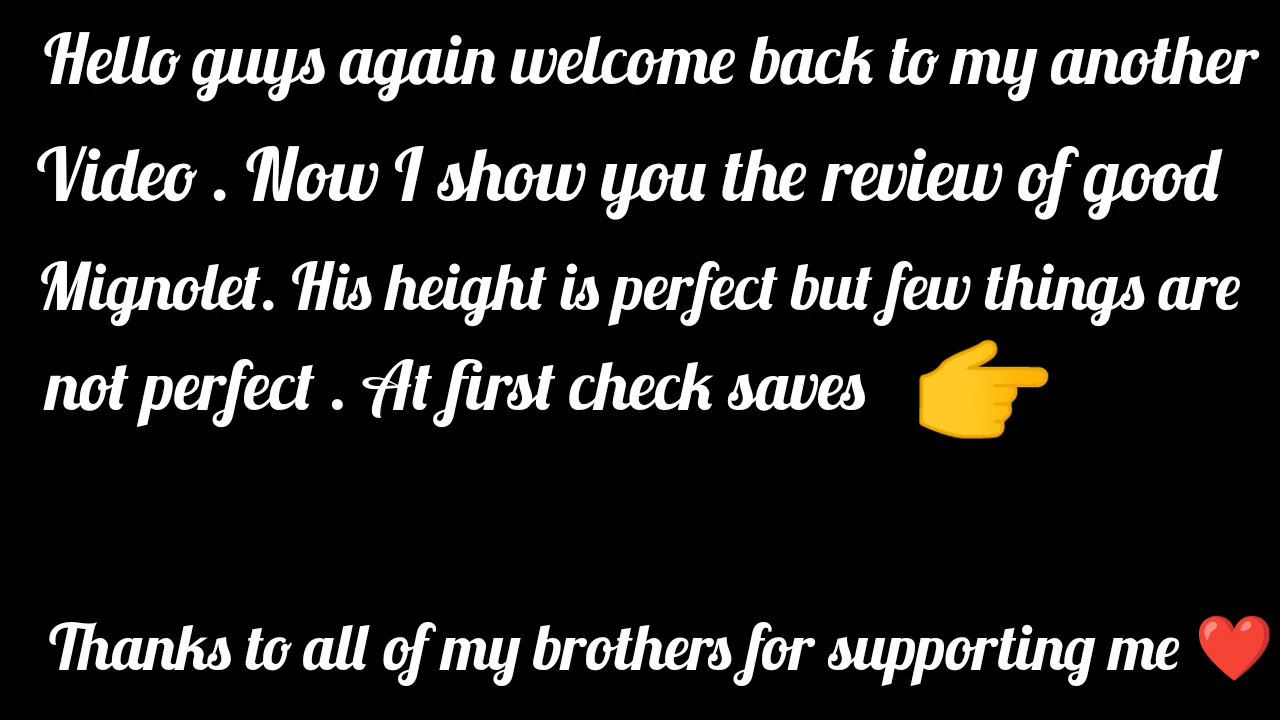 Hello guys again welcome back to my another
Video . Now I show you the review of good
Mignolet. His height is perfect but few things are
not perfect . At first check saves 👉
Thanks to all of my brothers for supporting me ❤️